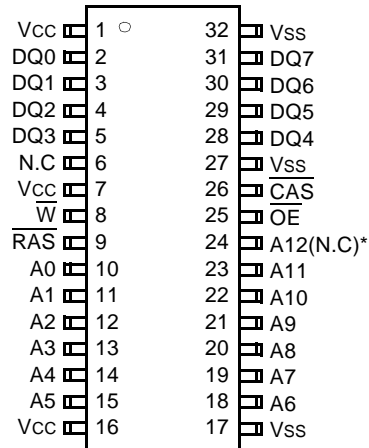 VCC 1 32 VSS
DQ0 2 31 DQ7
DQ1 3 30 DQ6
DQ2 4 29 DQ5
DQ3 5 28 DQ4
N.C 6 27 VSS
VCC 7 26 CAS
W 8 25 OE
RAS 9 24 A12(N.C)*
A0 10 23 A11
A1 11 22 A10
A2 12 21 A9
A3 13 20 A8
A4 14 19 A7
A5 15 18 A6
VCC 16 17 VSS